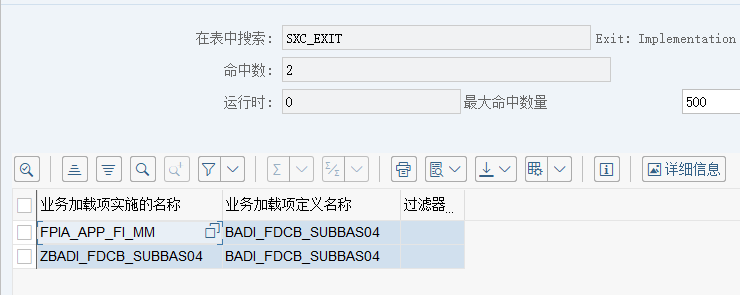 在表中搜索: SXC_EXIT Exit: Implementation
命中数: 2
运行时: 0 最大命中数量 500
详细信息
业务加载项实施的名称 业务加载项定义名称 过滤器...
FPIA_APP_FI_MM BADI_FDCB_SUBBAS04
ZBADI_FDCB_SUBBAS04 BADI_FDCB_SUBBAS04